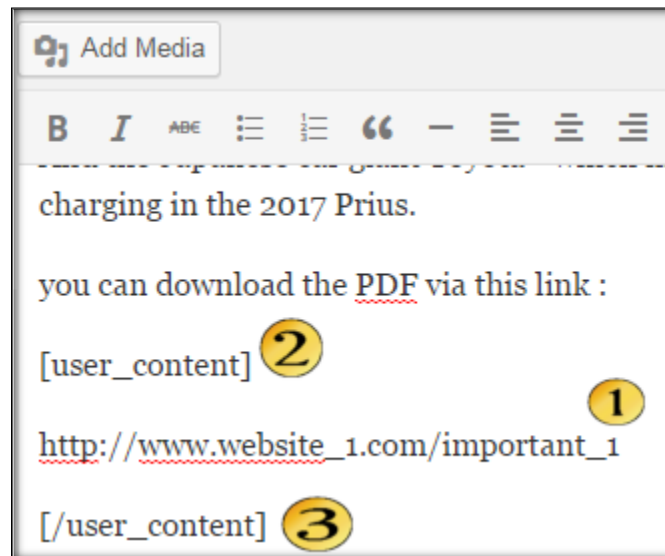 Add Media
B I ABC
charging in the 2017 Prius.
you can download the PDF via this link :
[user_content] 2
1
http://www.website_1.com/important_1
[/user_content] 3